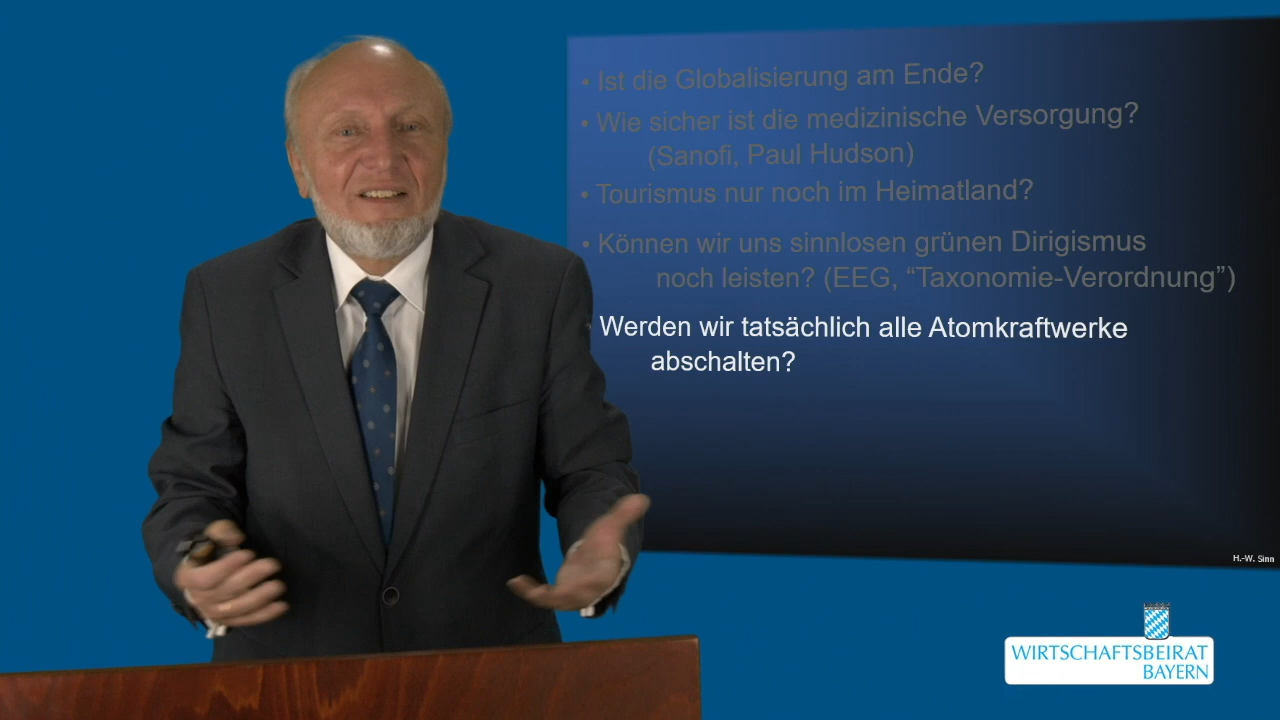 • Ist die Globalisierung am Ende?
• Wie sicher ist die medizinische Versorgung?
(Sanofi, Paul Hudson)
• Tourismus nur noch im Heimatland?
• Können wir uns sinnlosen grünen Dirigismus
noch leisten? (EEG, “Taxonomie-Verordnung”)
Werden wir tatsächlich alle Atomkraftwerke
abschalten?
H.-W. Sinn
WIRTSCHAFTSBEIRAT
BAYERN